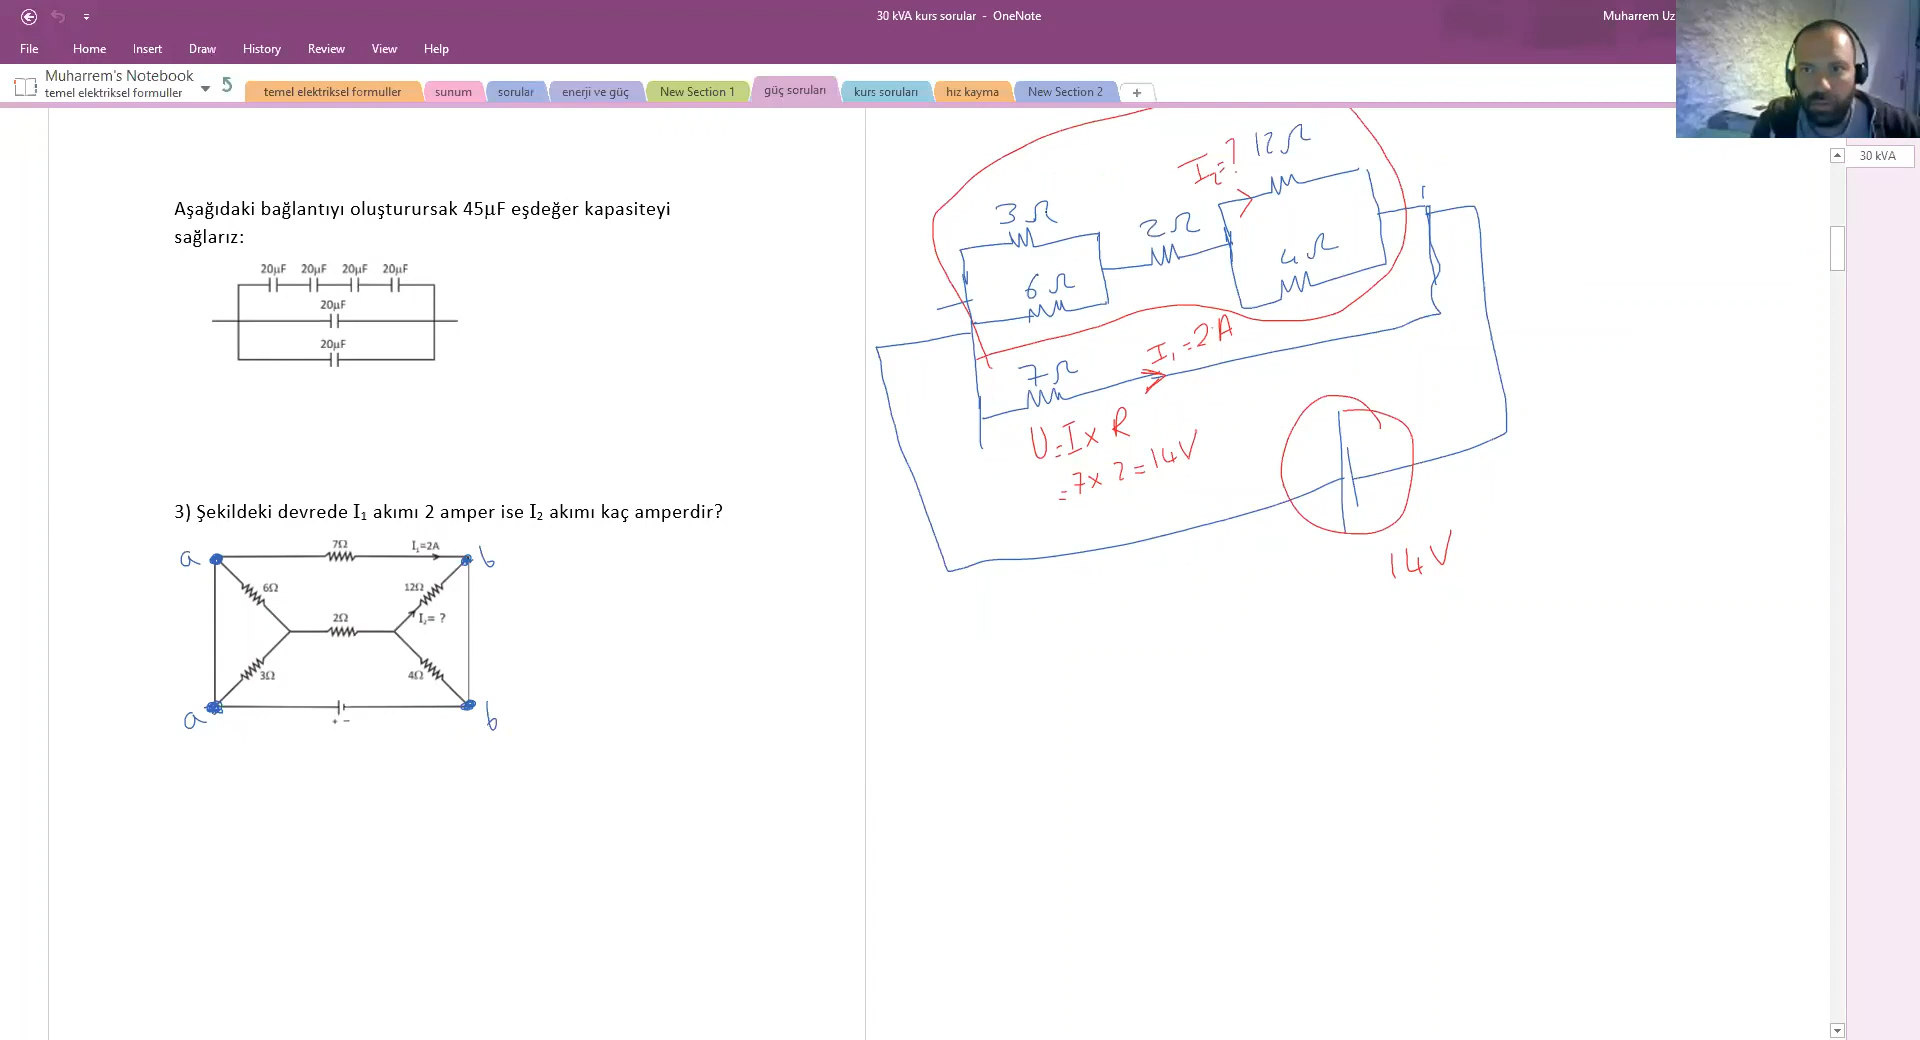 30 kVA kurs sorular - OneNote
Muharrem Uz
File Home Insert Draw History Review View Help
Muharrem's Notebook
temel elektriksel formuller
temel elektriksel formuller sunum sorular enerji ve güç New Section 1 güç soruları kurs soruları hız kayma New Section 2 +
30 kVA
Aşağıdaki bağlantıyı oluşturursak 45µF eşdeğer kapasiteyi
sağlarız:
20µF 20µF 20µF 20µF
20µF
20µF
3) Şekildeki devrede I₁ akımı 2 amper ise I₂ akımı kaç amperdir?
a
7Ω
I₁=2A
b
6Ω
12Ω
2Ω
I₂= ?
3Ω
4Ω
a
+ -
b
I₂=?
12Ω
3Ω
2Ω
4Ω
6Ω
I₁=2A
7Ω
U=I x R
=7x 2=14V
14V